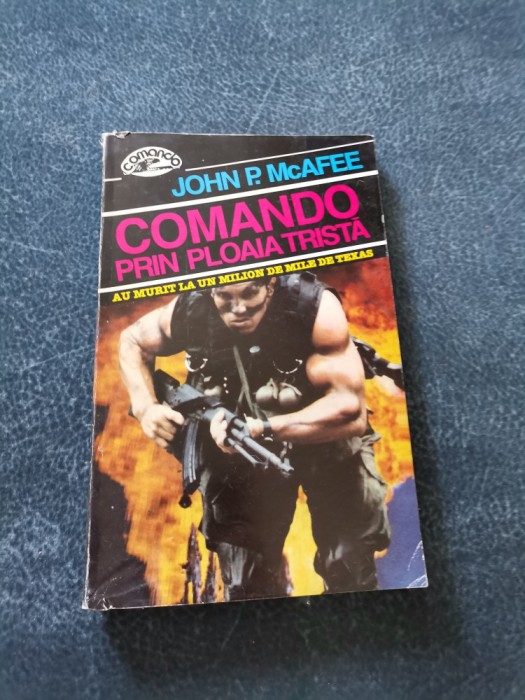 comando
JOHN P. McAFEE
COMANDO
PRIN PLOAIA TRISTĂ
AU MURIT LA UN MILION DE MILE DE TEXAS